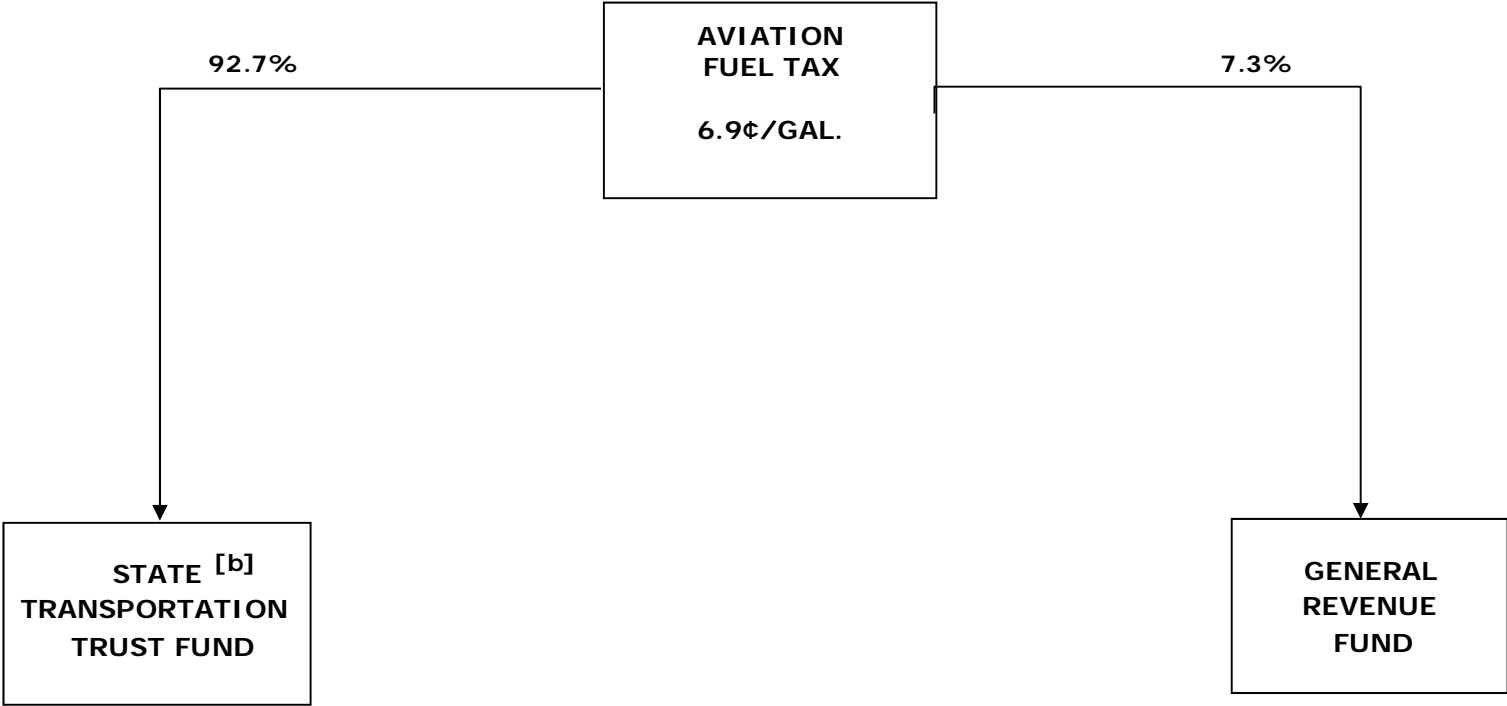 AVIATION
FUEL TAX
6.9¢/GAL.
92.7%
7.3%
STATE [b]
TRANSPORTATION
TRUST FUND
GENERAL
REVENUE
FUND